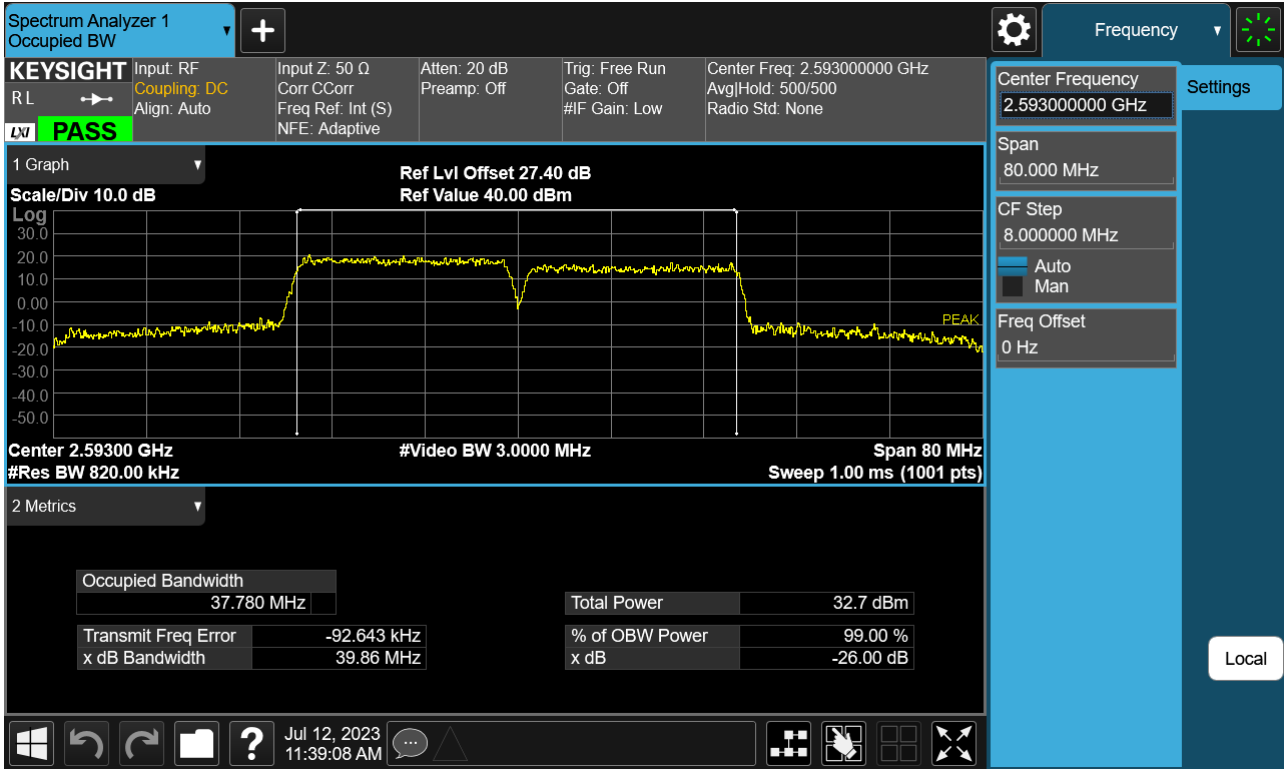 Spectrum Analyzer 1
Occupied BW
Frequency
KEYSIGHT
R L
LXI PASS
Input: RF
Coupling: DC
Align: Auto
Input Z: 50 Ω
Corr CCorr
Freq Ref: Int (S)
NFE: Adaptive
Atten: 20 dB
Preamp: Off
Trig: Free Run
Gate: Off
#IF Gain: Low
Center Freq: 2.593000000 GHz
Avg|Hold: 500/500
Radio Std: None
Center Frequency
2.593000000 GHz
Settings
Span
80.000 MHz
CF Step
8.000000 MHz
Auto
Man
Freq Offset
0 Hz
Local
1 Graph
Scale/Div 10.0 dB
Ref Lvl Offset 27.40 dB
Ref Value 40.00 dBm
Log
30.0
20.0
10.0
0.00
-10.0
-20.0
-30.0
-40.0
-50.0
PEAK
Center 2.59300 GHz
#Video BW 3.0000 MHz
Span 80 MHz
#Res BW 820.00 kHz
Sweep 1.00 ms (1001 pts)
2 Metrics
Occupied Bandwidth
37.780 MHz
Total Power 32.7 dBm
Transmit Freq Error -92.643 kHz
% of OBW Power 99.00 %
x dB Bandwidth 39.86 MHz
x dB -26.00 dB
?
Jul 12, 2023
11:39:08 AM